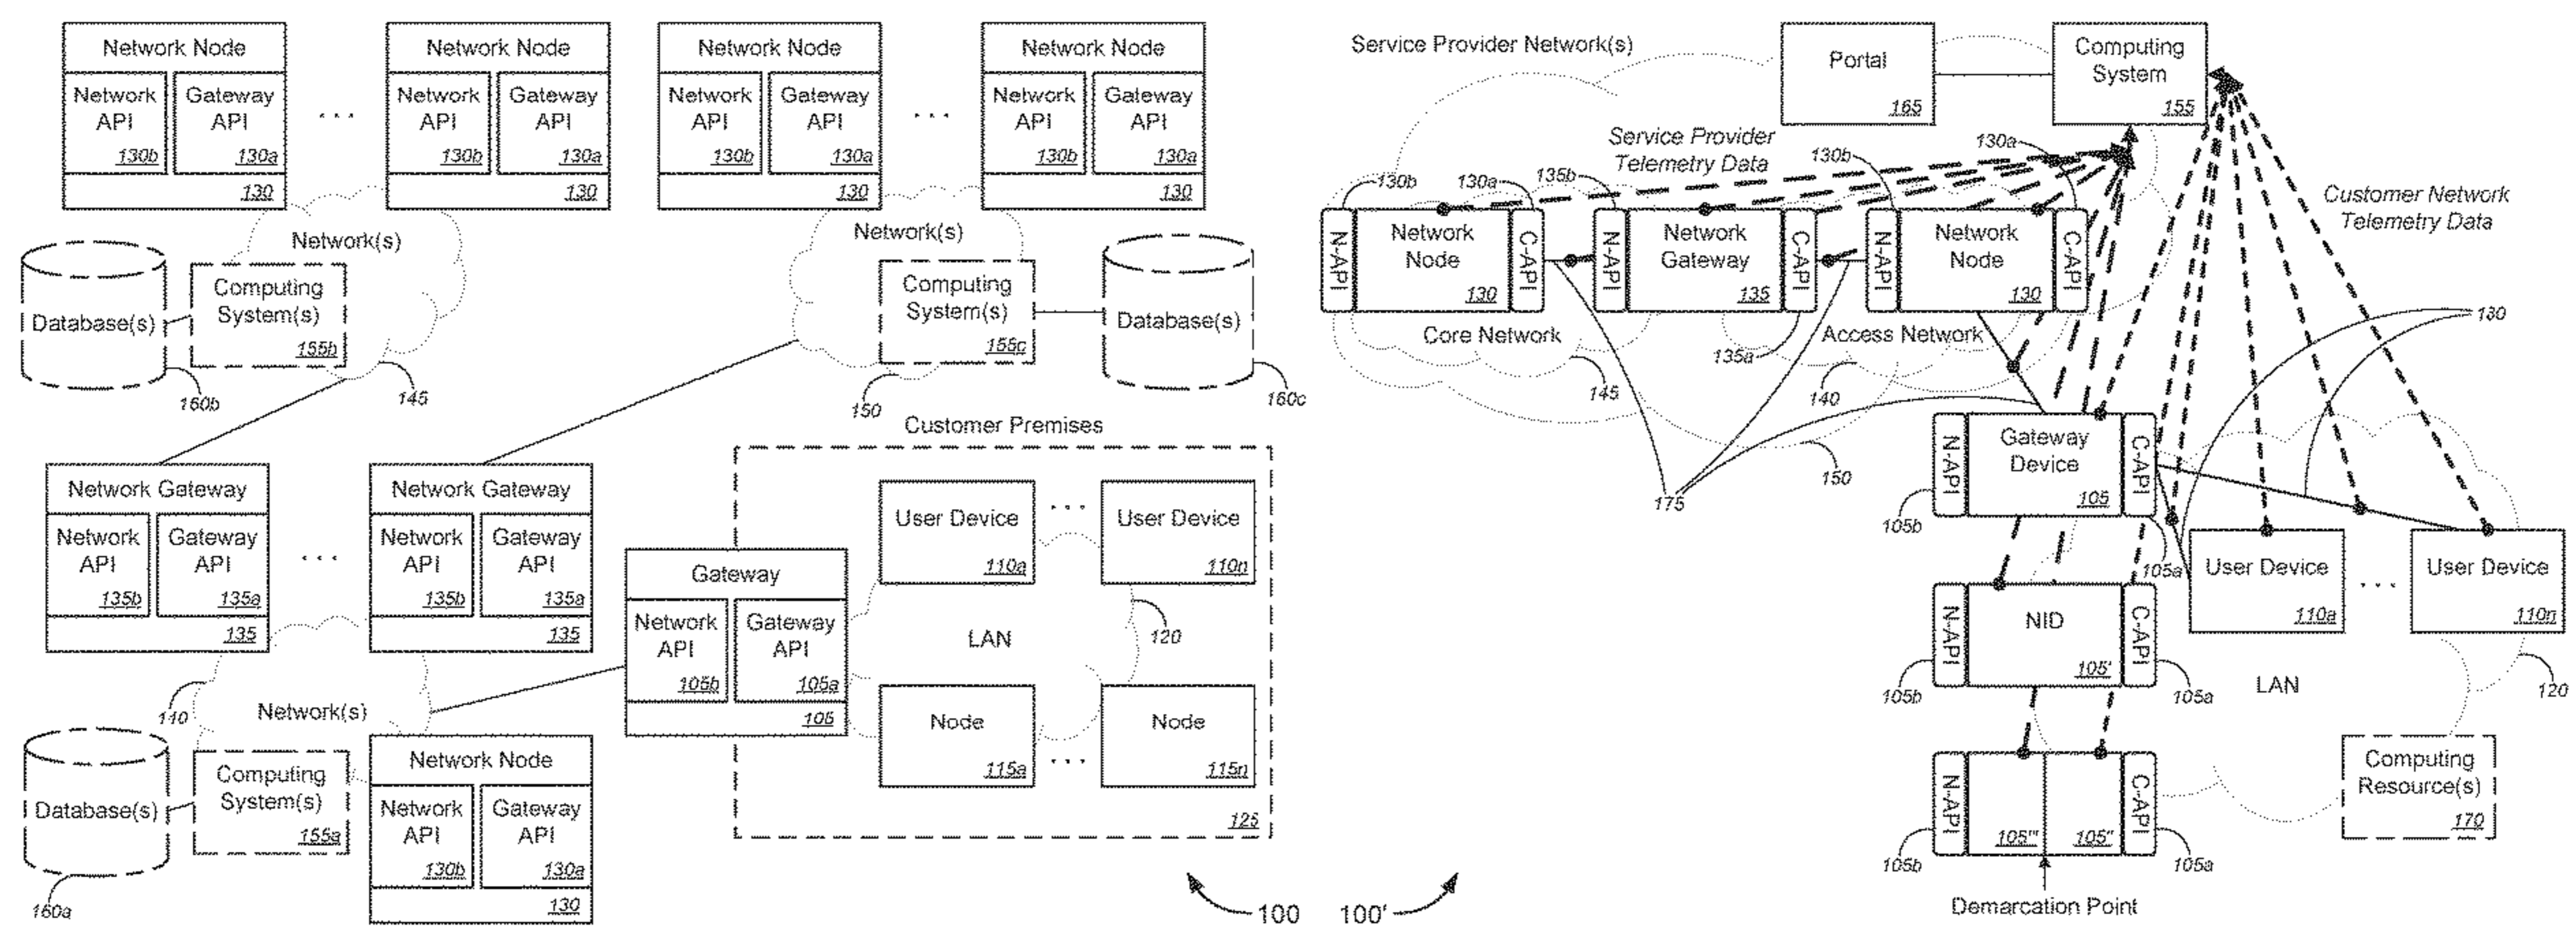 Network Node
Network API
130b
Gateway API
130a
130
. . .
Network Node
Network API
130b
Gateway API
130a
130
Network Node
Network API
130b
Gateway API
130a
130
. . .
Network Node
Network API
130b
Gateway API
130a
130
Network(s)
Database(s)
160b
Computing
System(s)
155b
145
Network(s)
Computing
System(s)
155c
150
Database(s)
160c
Network Gateway
Network API
135b
Gateway API
135a
135
. . .
Network Gateway
Network API
135b
Gateway API
135a
135
110
Network(s)
Database(s)
160a
Computing
System(s)
155a
Network Node
Network API
130b
Gateway API
130a
130
Customer Premises
User Device
110a
. . .
User Device
110n
Gateway
Network API
105b
Gateway API
105a
105
LAN
120
Node
115a
. . .
Node
115n
125
100
100'
Service Provider Network(s)
Portal
165
Computing
System
155
Service Provider
Telemetry Data
Customer Network
Telemetry Data
130b
130a
135b
130b
130a
N-API
Network
Node
130
C-API
N-API
Network
Gateway
135
C-API
N-API
Network
Node
130
C-API
Core Network
135a
Access Network
145
140
150
175
180
N-API
Gateway
Device
105
C-API
105b
105a
User Device
110a
. . .
User Device
110n
N-API
NID
105'
C-API
105b
105a
LAN
120
N-API
105'''
105''
C-API
105b
105a
Computing
Resource(s)
170
Demarcation Point